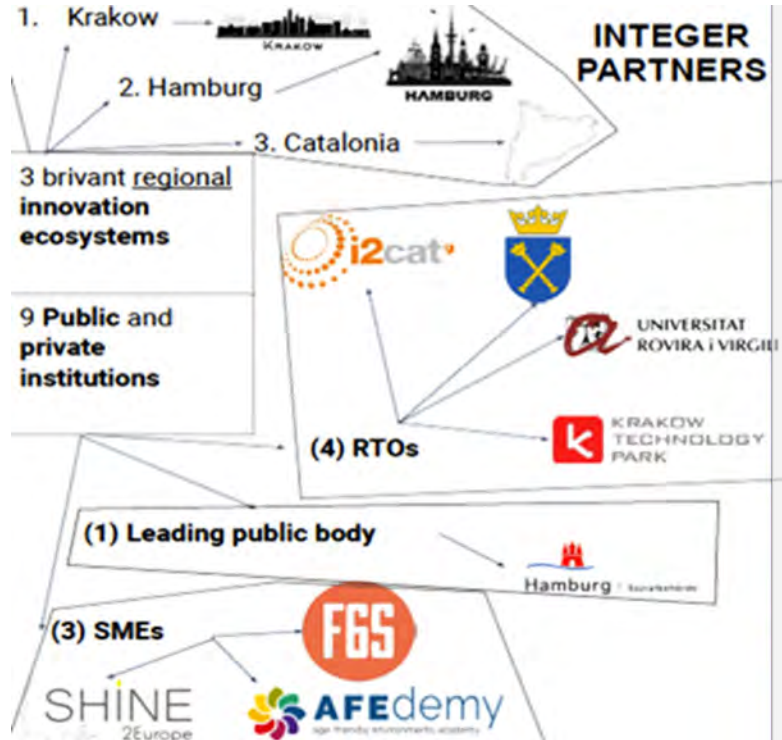 INTEGER
PARTNERS
1. Krakow
KRAKOW
2. Hamburg
HAMBURG
3. Catalonia
3 brivant regional
innovation
ecosystems
9 Public and
private
institutions
i2cat
UNIVERSITAT
ROVIRA i VIRGILI
KRAKOW
TECHNOLOGY
PARK
(4) RTOs
(1) Leading public body
Hamburg
(3) SMEs
F6S
SHiNE
2Europe
AFEdemy
age-friendly environments academy